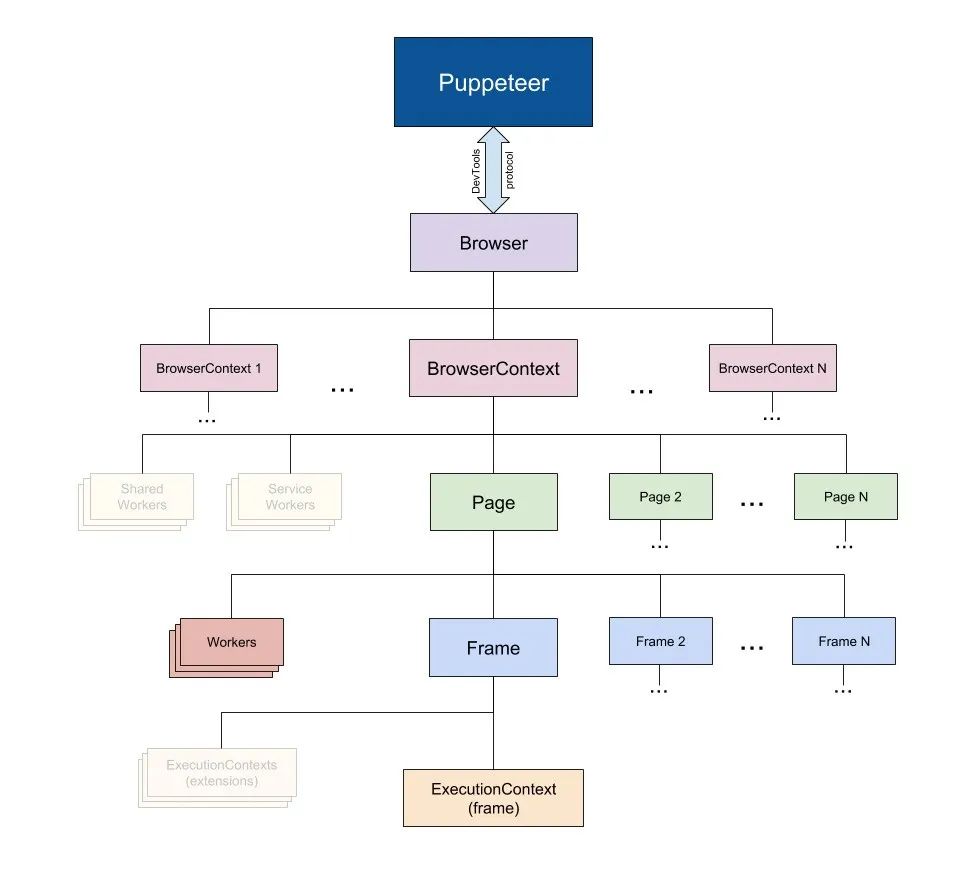 Puppeteer
DevTools
protocol
Browser
BrowserContext 1
...
BrowserContext
...
BrowserContext N
...
...
Shared
Workers
Service
Workers
Page
Page 2
...
Page N
...
...
Workers
Frame
Frame 2
...
Frame N
...
...
ExecutionContexts
(extensions)
ExecutionContext
(frame)